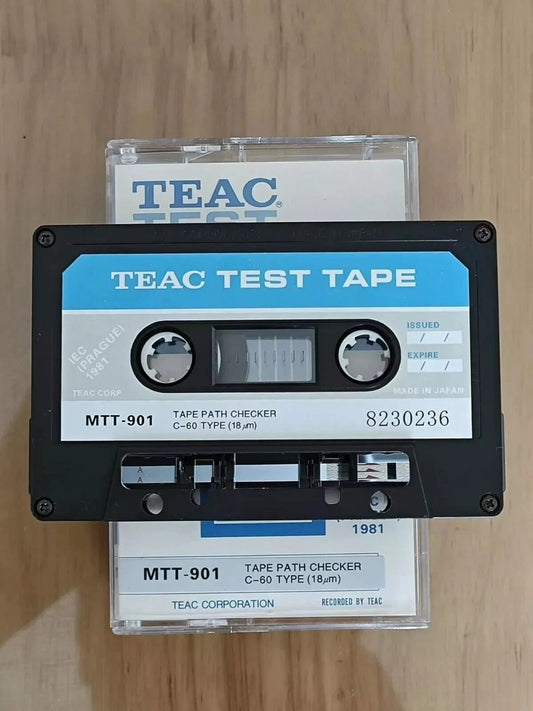 TEAC®
TEST
TEAC TEST TAPE
IEC
(PRAGUE)
1981
ISSUED
/ /
EXPIRE
/ /
TEAC CORP
MADE IN JAPAN
MTT-901
TAPE PATH CHECKER
C-60 TYPE (18μm)
8230236
A
A
C
1981
MTT-901
TAPE PATH CHECKER
C-60 TYPE (18μm)
TEAC CORPORATION
RECORDED BY TEAC